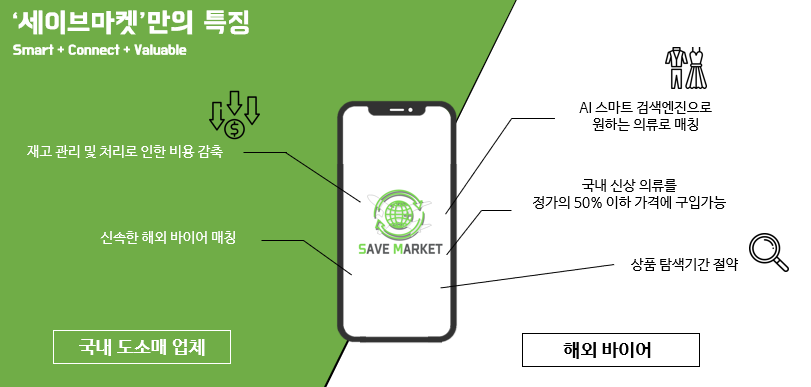 ‘세이브마켓’만의 특징
Smart + Connect + Valuable
재고 관리 및 처리로 인한 비용 감축
신속한 해외 바이어 매칭
국내 도소매 업체
$
SAVE MARKET
AI 스마트 검색엔진으로
원하는 의류로 매칭
국내 신상 의류를
정가의 50% 이하 가격에 구입가능
상품 탐색기간 절약
해외 바이어